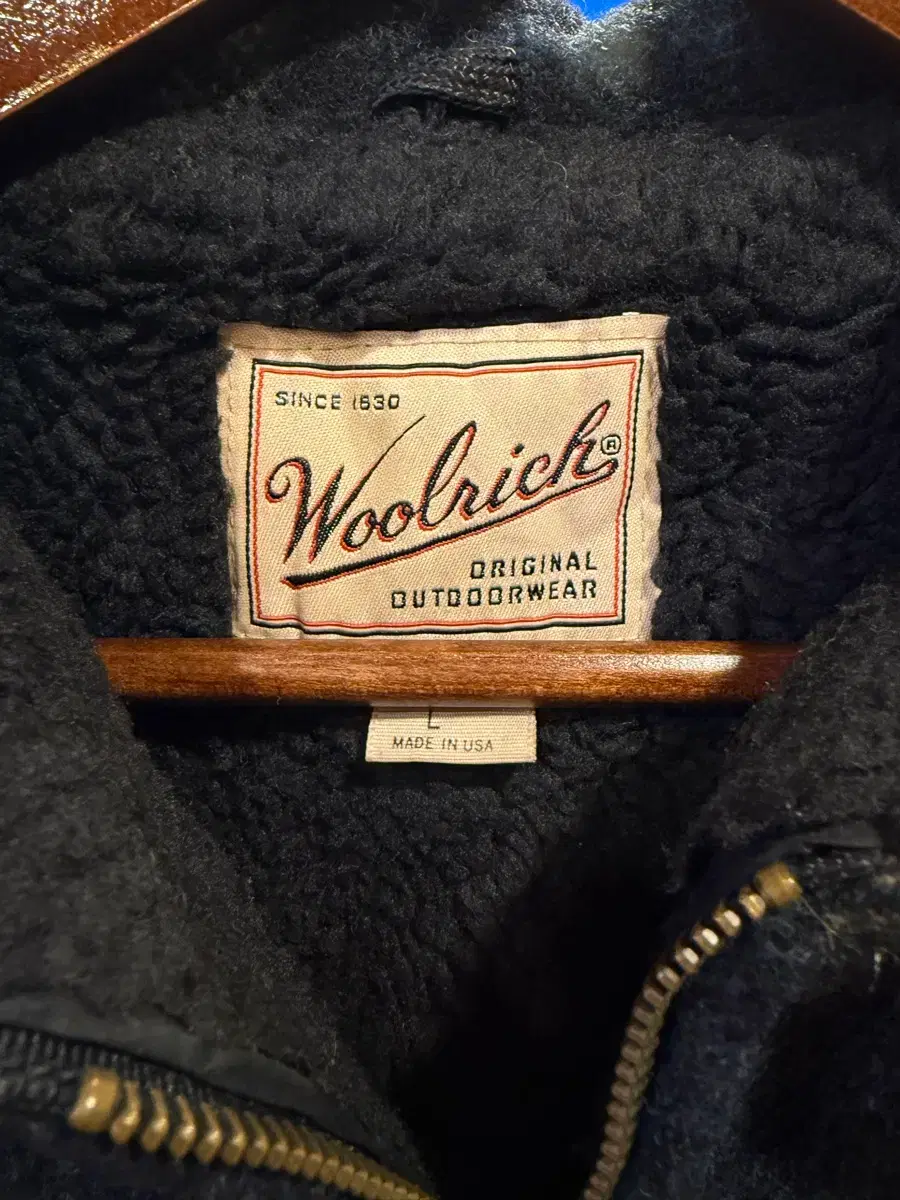 SINCE 1830
Woolrich®
ORIGINAL
OUTDOORWEAR
L
MADE IN USA